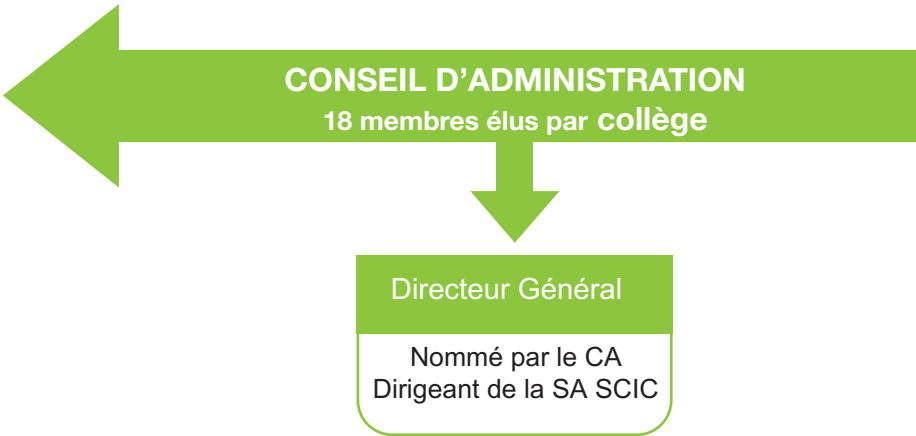 CONSEIL D'ADMINISTRATION
18 membres élus par collège
Directeur Général
Nommé par le CA
Dirigeant de la SA SCIC